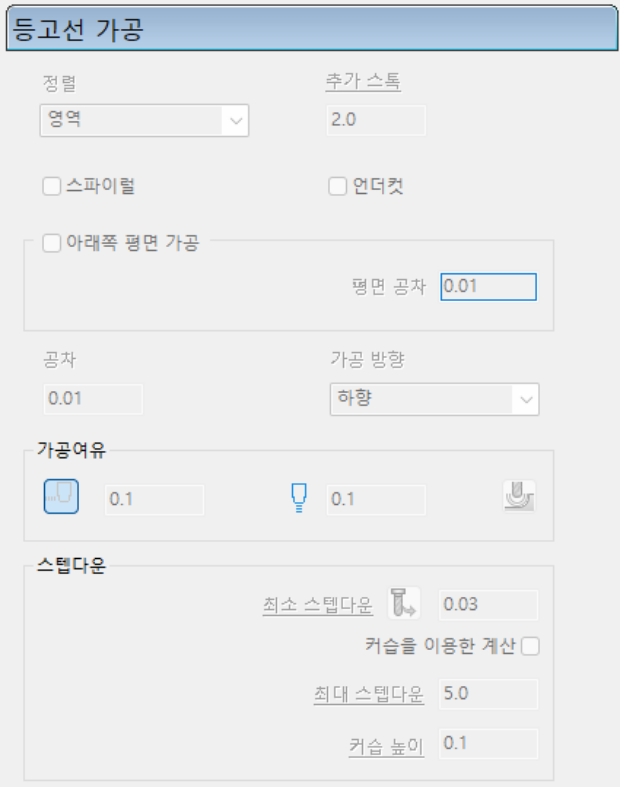 등고선 가공
정렬 추가 스톡
영역 2.0
스파이럴 언더컷
아래쪽 평면 가공
평면 공차 0.01
공차 가공 방향
0.01 하향
가공여유
0.1 0.1
스텝다운
최소 스텝다운 0.03
커습을 이용한 계산
최대 스텝다운 5.0
커습 높이 0.1